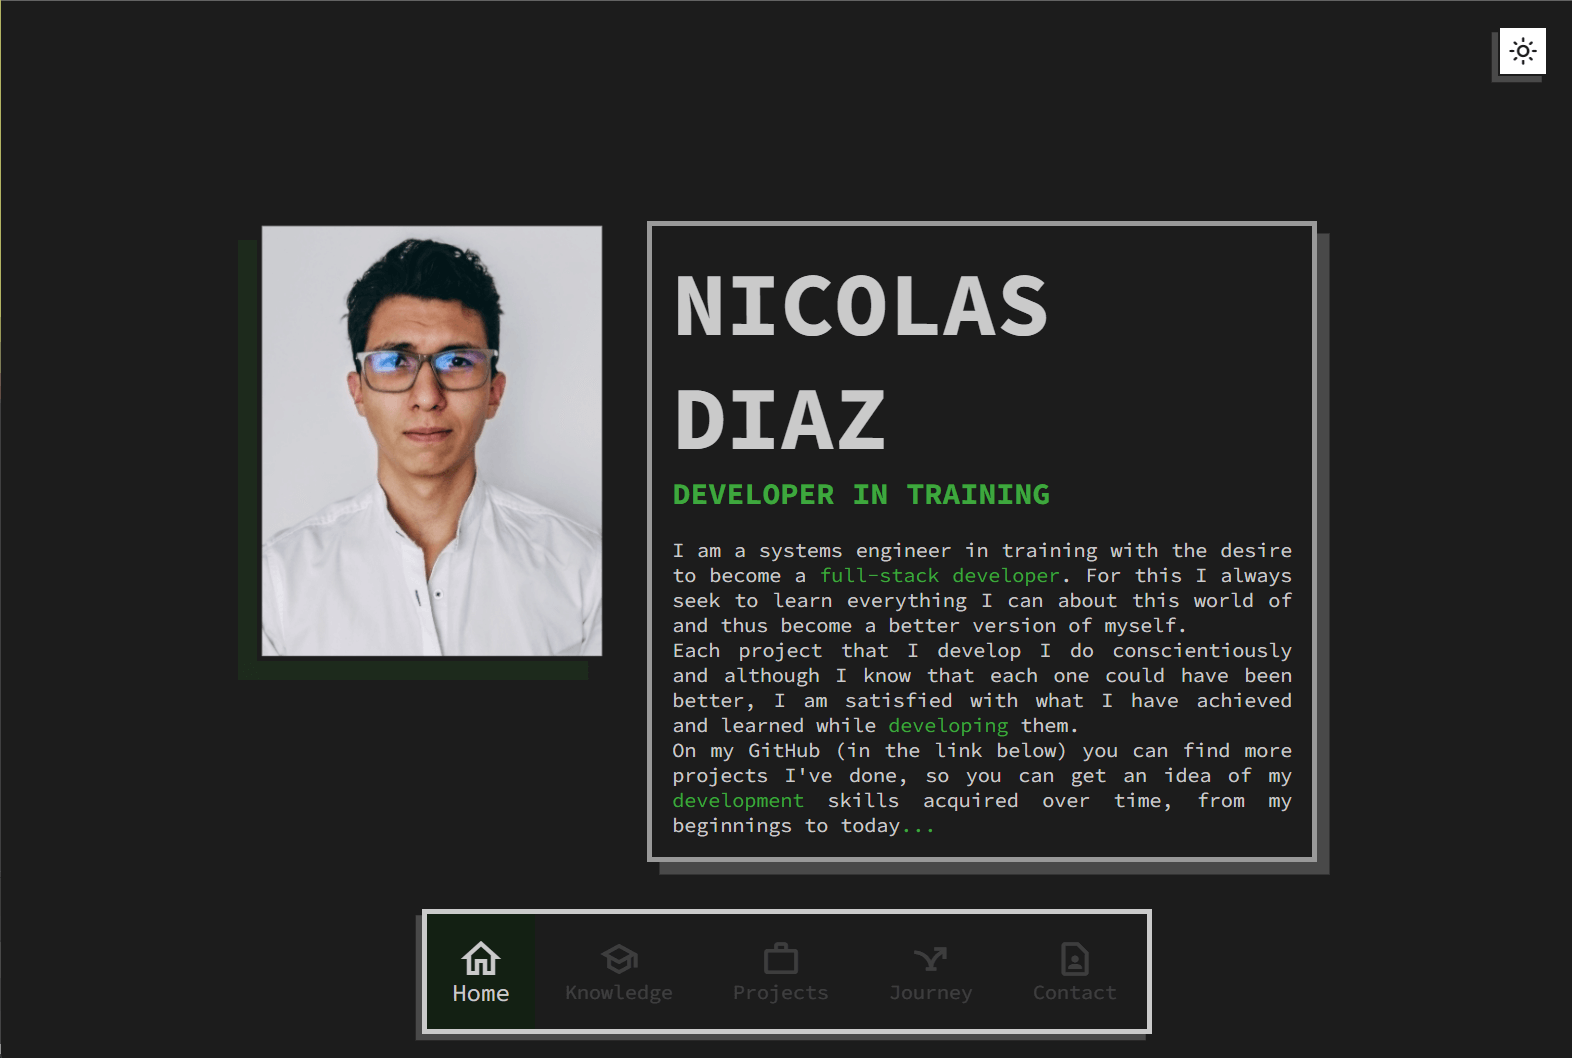 NICOLAS
DIAZ
DEVELOPER IN TRAINING
I am a systems engineer in training with the desire
to become a full-stack developer. For this I always
seek to learn everything I can about this world of
and thus become a better version of myself.
Each project that I develop I do conscientiously
and although I know that each one could have been
better, I am satisfied with what I have achieved
and learned while developing them.
On my GitHub (in the link below) you can find more
projects I've done, so you can get an idea of my
development skills acquired over time, from my
beginnings to today...
Home
Knowledge
Projects
Journey
Contact